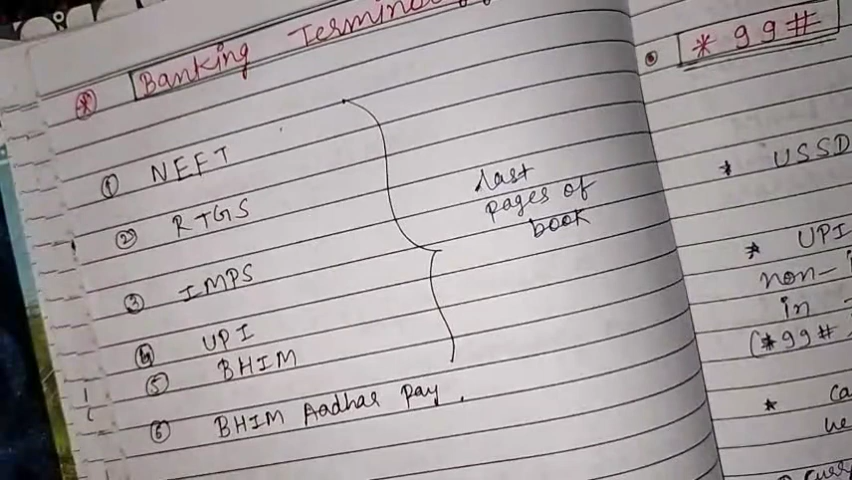 Banking
① NEFT
② RTGS
③ IMPS
④ UPI
⑤ BHIM
⑥ BHIM Aadhar Pay.
last
pages of
book
*99#
* USSD
* UPI
non-
in
(*99#
*